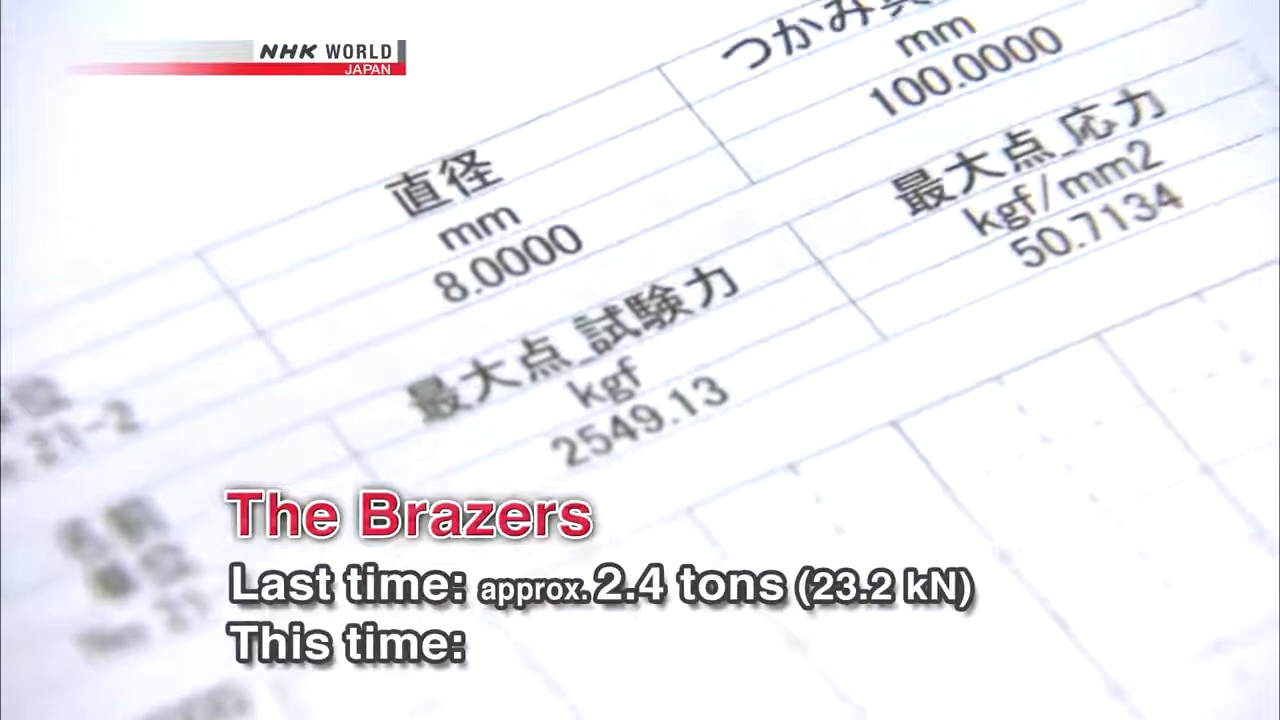 NHK WORLD
JAPAN
つかみ
mm
100.0000
直径
mm
8.0000
最大点_応力
kgf/mm2
50.7134
最大点_試験力
kgf
2549.13
21-2
The Brazers
Last time: approx. 2.4 tons (23.2 kN)
This time: